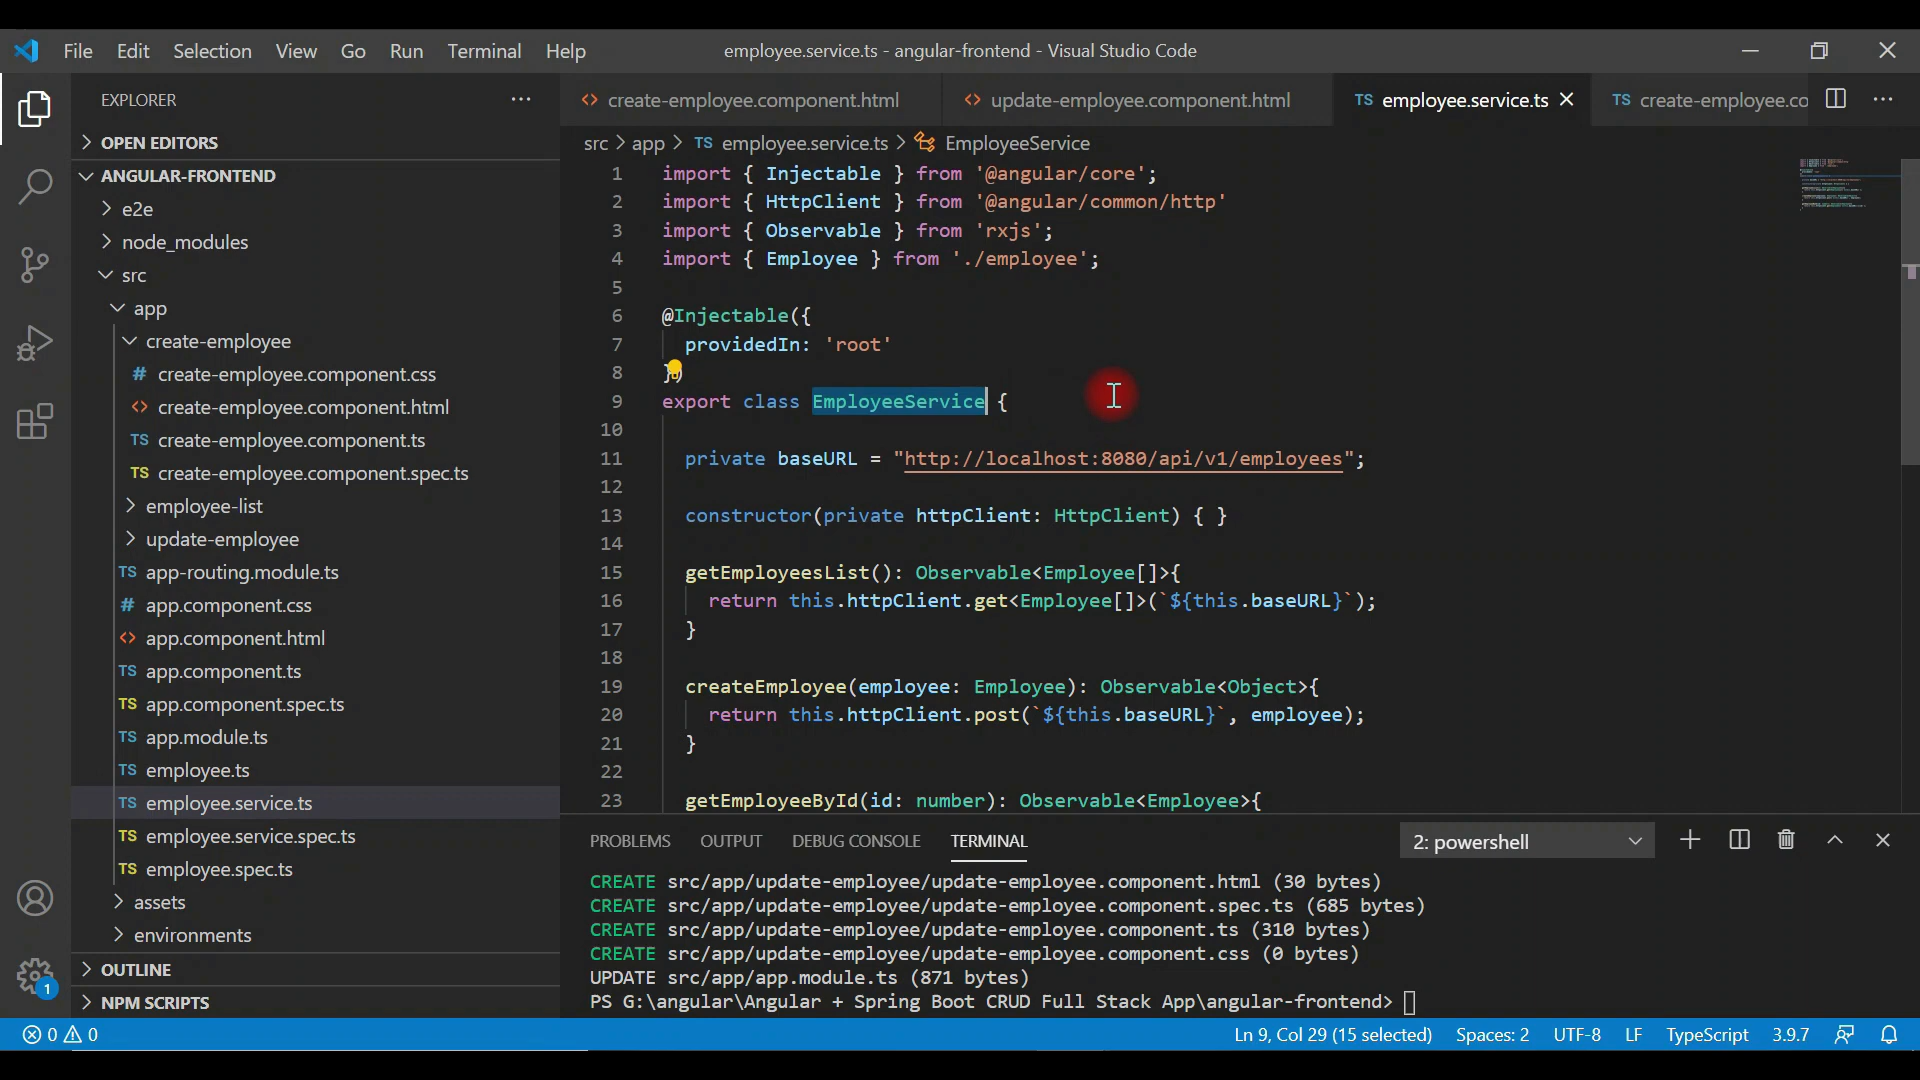 File Edit Selection View Go Run Terminal Help employee.service.ts - angular-frontend - Visual Studio Code
EXPLORER
OPEN EDITORS
ANGULAR-FRONTEND
e2e
node_modules
src
app
create-employee
# create-employee.component.css
<> create-employee.component.html
TS create-employee.component.ts
TS create-employee.component.spec.ts
employee-list
update-employee
TS app-routing.module.ts
# app.component.css
<> app.component.html
TS app.component.ts
TS app.component.spec.ts
TS app.module.ts
TS employee.ts
TS employee.service.ts
TS employee.service.spec.ts
TS employee.spec.ts
assets
environments
OUTLINE
NPM SCRIPTS
1
<> create-employee.component.html <> update-employee.component.html TS employee.service.ts TS create-employee.co
src > app > TS employee.service.ts > EmployeeService
1 import { Injectable } from '@angular/core';
2 import { HttpClient } from '@angular/common/http'
3 import { Observable } from 'rxjs';
4 import { Employee } from './employee';
5
6 @Injectable({
7 providedIn: 'root'
8 })
9 export class EmployeeService {
10
11 private baseURL = "http://localhost:8080/api/v1/employees";
12
13 constructor(private httpClient: HttpClient) { }
14
15 getEmployeesList(): Observable<Employee[]>{
16 return this.httpClient.get<Employee[]>(`${this.baseURL}`);
17 }
18
19 createEmployee(employee: Employee): Observable<Object>{
20 return this.httpClient.post(`${this.baseURL}`, employee);
21 }
22
23 getEmployeeById(id: number): Observable<Employee>{
PROBLEMS OUTPUT DEBUG CONSOLE TERMINAL 2: powershell
CREATE src/app/update-employee/update-employee.component.html (30 bytes)
CREATE src/app/update-employee/update-employee.component.spec.ts (685 bytes)
CREATE src/app/update-employee/update-employee.component.ts (310 bytes)
CREATE src/app/update-employee/update-employee.component.css (0 bytes)
UPDATE src/app/app.module.ts (871 bytes)
PS G:\angular\Angular + Spring Boot CRUD Full Stack App\angular-frontend>
0 0 Ln 9, Col 29 (15 selected) Spaces: 2 UTF-8 LF TypeScript 3.9.7